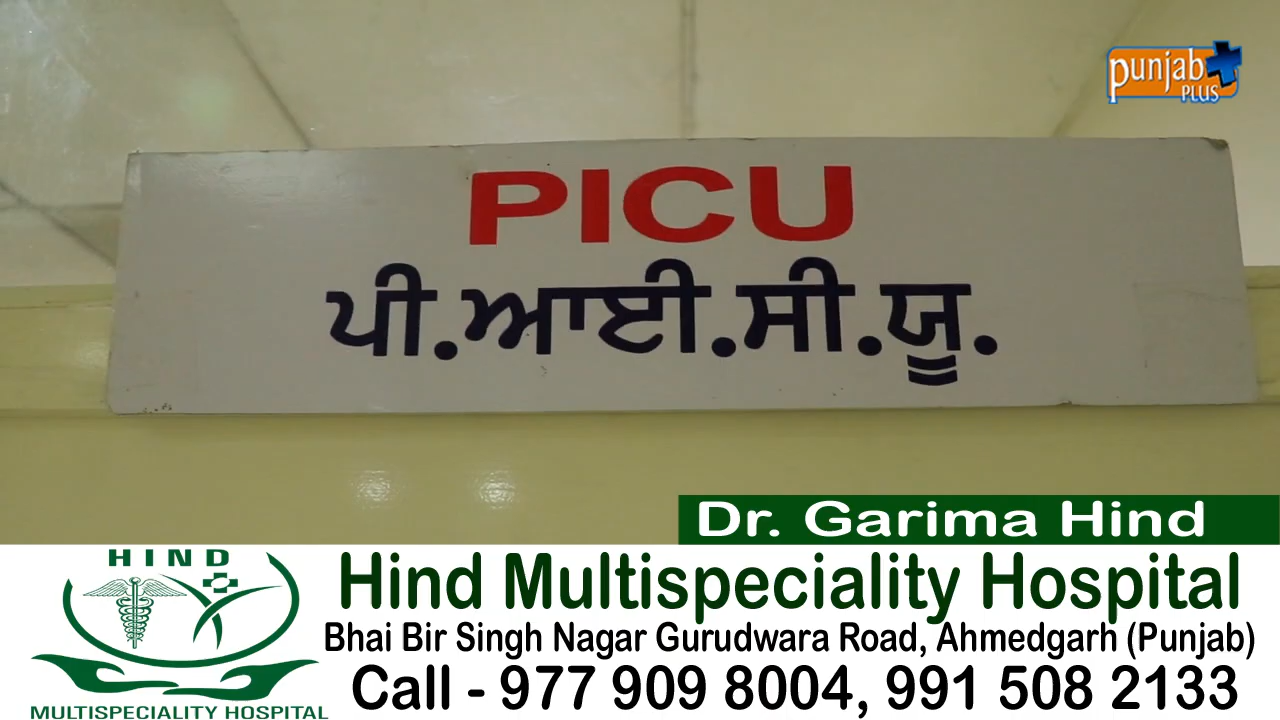 punjab
PLUS
PICU
ਪੀ.ਆਈ.ਸੀ.ਯੂ.
Dr. Garima Hind
HIND
MULTISPECIALITY HOSPITAL
Hind Multispeciality Hospital
Bhai Bir Singh Nagar Gurudwara Road, Ahmedgarh (Punjab)
Call - 977 909 8004, 991 508 2133